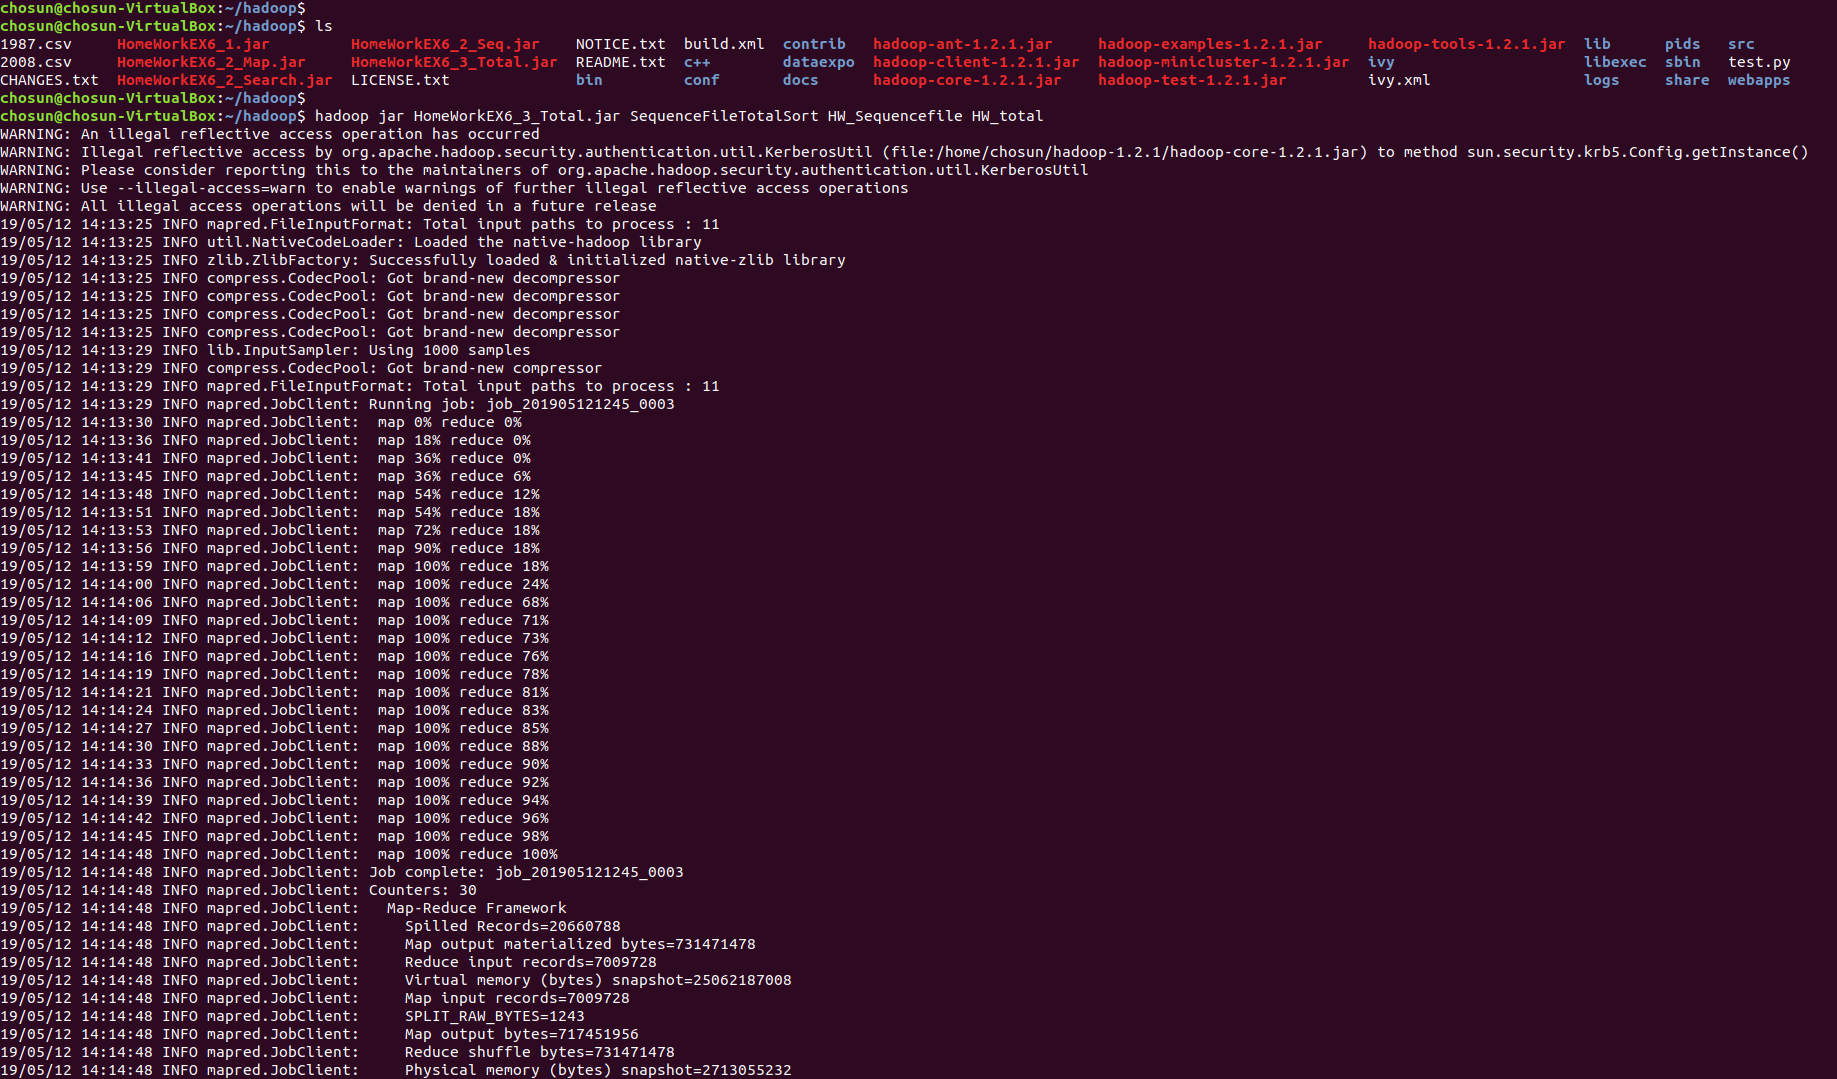 chosun@chosun-VirtualBox:~/hadoop$
chosun@chosun-VirtualBox:~/hadoop$ ls
1987.csv     HomeWorkEX6_1.jar         HomeWorkEX6_2_Seq.jar    NOTICE.txt  build.xml  contrib   hadoop-ant-1.2.1.jar     hadoop-examples-1.2.1.jar     hadoop-tools-1.2.1.jar  lib      pids   src
2008.csv     HomeWorkEX6_2_Map.jar     HomeWorkEX6_3_Total.jar  README.txt  c++        dataexpo  hadoop-client-1.2.1.jar  hadoop-minicluster-1.2.1.jar  ivy                     libexec  sbin   test.py
CHANGES.txt  HomeWorkEX6_2_Search.jar  LICENSE.txt              bin         conf       docs      hadoop-core-1.2.1.jar    hadoop-test-1.2.1.jar         ivy.xml                 logs     share  webapps
chosun@chosun-VirtualBox:~/hadoop$
chosun@chosun-VirtualBox:~/hadoop$ hadoop jar HomeWorkEX6_3_Total.jar SequenceFileTotalSort HW_Sequencefile HW_total
WARNING: An illegal reflective access operation has occurred
WARNING: Illegal reflective access by org.apache.hadoop.security.authentication.util.KerberosUtil (file:/home/chosun/hadoop-1.2.1/hadoop-core-1.2.1.jar) to method sun.security.krb5.Config.getInstance()
WARNING: Please consider reporting this to the maintainers of org.apache.hadoop.security.authentication.util.KerberosUtil
WARNING: Use --illegal-access=warn to enable warnings of further illegal reflective access operations
WARNING: All illegal access operations will be denied in a future release
19/05/12 14:13:25 INFO mapred.FileInputFormat: Total input paths to process : 11
19/05/12 14:13:25 INFO util.NativeCodeLoader: Loaded the native-hadoop library
19/05/12 14:13:25 INFO zlib.ZlibFactory: Successfully loaded & initialized native-zlib library
19/05/12 14:13:25 INFO compress.CodecPool: Got brand-new decompressor
19/05/12 14:13:25 INFO compress.CodecPool: Got brand-new decompressor
19/05/12 14:13:25 INFO compress.CodecPool: Got brand-new decompressor
19/05/12 14:13:25 INFO compress.CodecPool: Got brand-new decompressor
19/05/12 14:13:29 INFO lib.InputSampler: Using 1000 samples
19/05/12 14:13:29 INFO compress.CodecPool: Got brand-new compressor
19/05/12 14:13:29 INFO mapred.FileInputFormat: Total input paths to process : 11
19/05/12 14:13:29 INFO mapred.JobClient: Running job: job_201905121245_0003
19/05/12 14:13:30 INFO mapred.JobClient:  map 0% reduce 0%
19/05/12 14:13:36 INFO mapred.JobClient:  map 18% reduce 0%
19/05/12 14:13:41 INFO mapred.JobClient:  map 36% reduce 0%
19/05/12 14:13:45 INFO mapred.JobClient:  map 36% reduce 6%
19/05/12 14:13:48 INFO mapred.JobClient:  map 54% reduce 12%
19/05/12 14:13:51 INFO mapred.JobClient:  map 54% reduce 18%
19/05/12 14:13:53 INFO mapred.JobClient:  map 72% reduce 18%
19/05/12 14:13:56 INFO mapred.JobClient:  map 90% reduce 18%
19/05/12 14:13:59 INFO mapred.JobClient:  map 100% reduce 18%
19/05/12 14:14:00 INFO mapred.JobClient:  map 100% reduce 24%
19/05/12 14:14:06 INFO mapred.JobClient:  map 100% reduce 68%
19/05/12 14:14:09 INFO mapred.JobClient:  map 100% reduce 71%
19/05/12 14:14:12 INFO mapred.JobClient:  map 100% reduce 73%
19/05/12 14:14:16 INFO mapred.JobClient:  map 100% reduce 76%
19/05/12 14:14:19 INFO mapred.JobClient:  map 100% reduce 78%
19/05/12 14:14:21 INFO mapred.JobClient:  map 100% reduce 81%
19/05/12 14:14:24 INFO mapred.JobClient:  map 100% reduce 83%
19/05/12 14:14:27 INFO mapred.JobClient:  map 100% reduce 85%
19/05/12 14:14:30 INFO mapred.JobClient:  map 100% reduce 88%
19/05/12 14:14:33 INFO mapred.JobClient:  map 100% reduce 90%
19/05/12 14:14:36 INFO mapred.JobClient:  map 100% reduce 92%
19/05/12 14:14:39 INFO mapred.JobClient:  map 100% reduce 94%
19/05/12 14:14:42 INFO mapred.JobClient:  map 100% reduce 96%
19/05/12 14:14:45 INFO mapred.JobClient:  map 100% reduce 98%
19/05/12 14:14:48 INFO mapred.JobClient:  map 100% reduce 100%
19/05/12 14:14:48 INFO mapred.JobClient: Job complete: job_201905121245_0003
19/05/12 14:14:48 INFO mapred.JobClient: Counters: 30
19/05/12 14:14:48 INFO mapred.JobClient:   Map-Reduce Framework
19/05/12 14:14:48 INFO mapred.JobClient:     Spilled Records=20660788
19/05/12 14:14:48 INFO mapred.JobClient:     Map output materialized bytes=731471478
19/05/12 14:14:48 INFO mapred.JobClient:     Reduce input records=7009728
19/05/12 14:14:48 INFO mapred.JobClient:     Virtual memory (bytes) snapshot=25062187008
19/05/12 14:14:48 INFO mapred.JobClient:     Map input records=7009728
19/05/12 14:14:48 INFO mapred.JobClient:     SPLIT_RAW_BYTES=1243
19/05/12 14:14:48 INFO mapred.JobClient:     Map output bytes=717451956
19/05/12 14:14:48 INFO mapred.JobClient:     Reduce shuffle bytes=731471478
19/05/12 14:14:48 INFO mapred.JobClient:     Physical memory (bytes) snapshot=2713055232